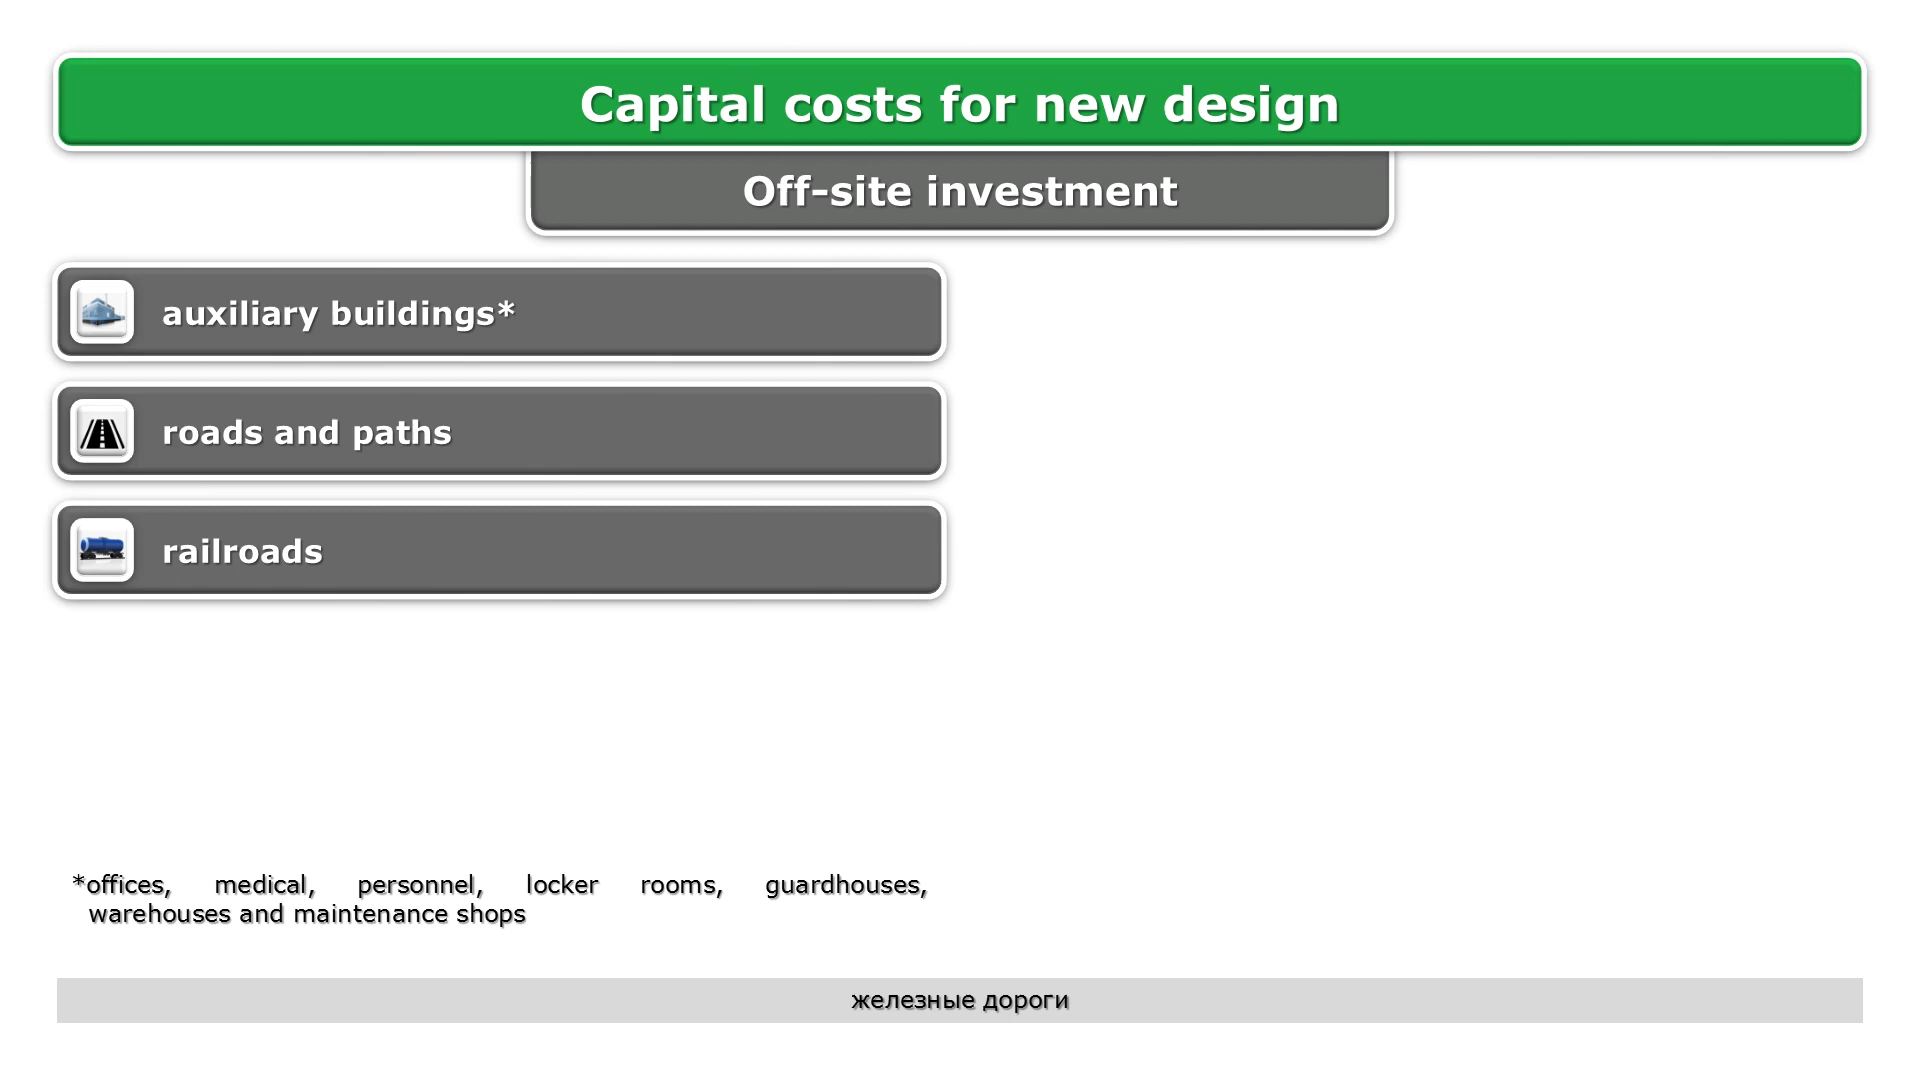 Capital costs for new design
Off-site investment
auxiliary buildings*
roads and paths
railroads
*offices, medical, personnel, locker rooms, guardhouses,
warehouses and maintenance shops
железные дороги